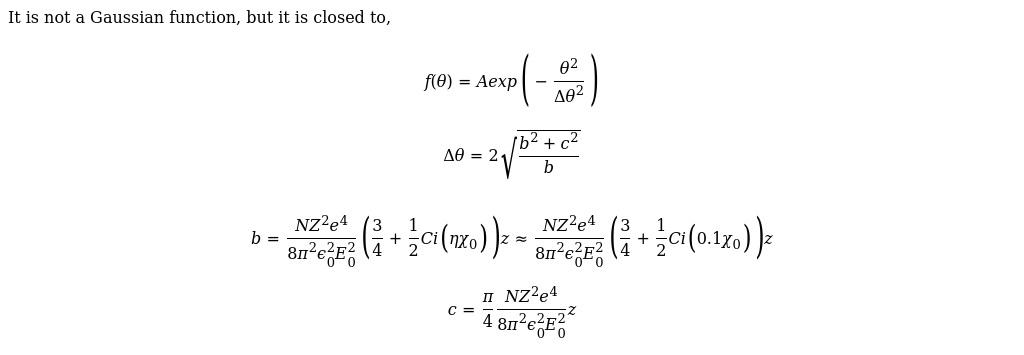 It is not a Gaussian function, but it is closed to,
f(θ) = Aexp(−θ²/Δθ²)
Δθ = 2√((b² + c²)/b)
b = (NZ²e⁴/8π²ϵ₀²E₀²)(3/4 + 1/2 Ci(ηχ₀))z ≈ (NZ²e⁴/8π²ϵ₀²E₀²)(3/4 + 1/2 Ci(0.1χ₀))z
c = (π/4)(NZ²e⁴/8π²ϵ₀²E₀²)z